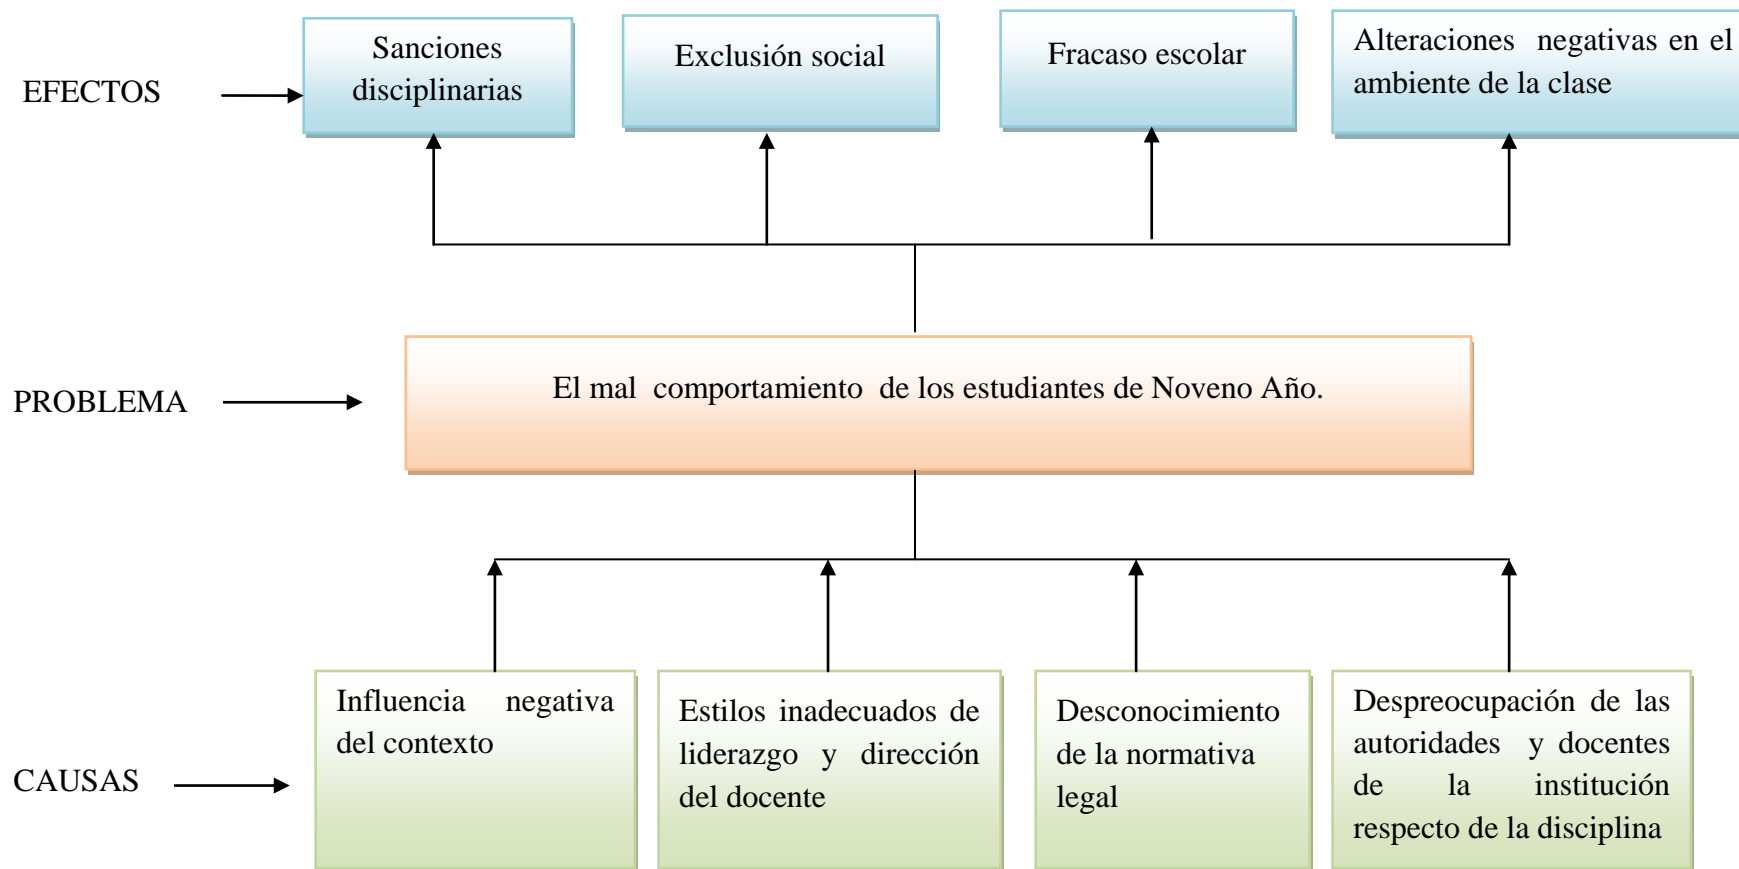 EFECTOS
Sanciones
disciplinarias
Exclusión social
Fracaso escolar
Alteraciones negativas en el
ambiente de la clase
PROBLEMA
El mal comportamiento de los estudiantes de Noveno Año.
CAUSAS
Influencia negativa
del contexto
Estilos inadecuados de
liderazgo y dirección
del docente
Desconocimiento
de la normativa
legal
Despreocupación de las
autoridades y docentes
de la institución
respecto de la disciplina